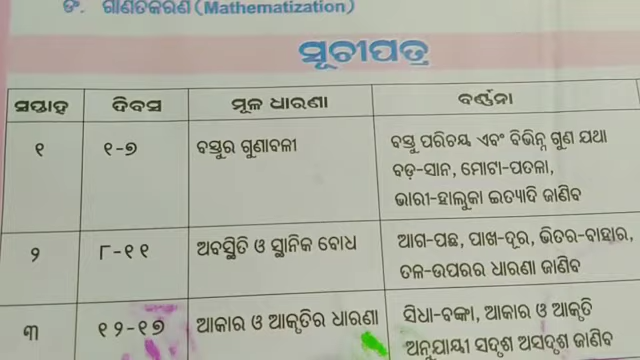 ଡଂ. ଗାଣିତିକରଣ (Mathematization)
ସୂଚୀପତ୍ର
ସପ୍ତାହ ଦିବସ ମୂଳ ଧାରଣା ବର୍ଣ୍ଣନା
୧ ୧-୭ ବସ୍ତୁର ଗୁଣାବଳୀ ବସ୍ତୁ ପରିଚୟ ଏବଂ ବିଭିନ୍ନ ଗୁଣ ଯଥା
ବଡ଼-ସାନ, ମୋଟା-ପତଳା,
ଭାରୀ-ହାଲୁକା ଇତ୍ୟାଦି ଜାଣିବ
୨ ୮-୧୧ ଅବସ୍ଥିତି ଓ ସ୍ଥାନିକ ବୋଧ ଆଗ-ପଛ, ପାଖ-ଦୂର, ଭିତର-ବାହାର,
ତଳ-ଉପରର ଧାରଣା ଜାଣିବ
୩ ୧୨-୧୭ ଆକାର ଓ ଆକୃତିର ଧାରଣା ସିଧା-ବଙ୍କା, ଆକାର ଓ ଆକୃତି
ଅନୁଯାୟୀ ସଦୃଶ ଅସଦୃଶ ଜାଣିବ